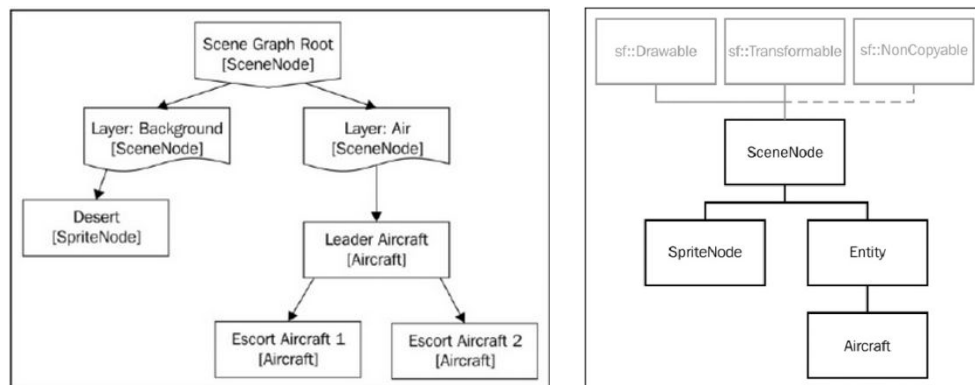 Scene Graph Root
[SceneNode]
Layer: Background
[SceneNode]
Layer: Air
[SceneNode]
Desert
[SpriteNode]
Leader Aircraft
[Aircraft]
Escort Aircraft 1
[Aircraft]
Escort Aircraft 2
[Aircraft]
sf::Drawable
sf::Transformable
sf::NonCopyable
SceneNode
SpriteNode
Entity
Aircraft